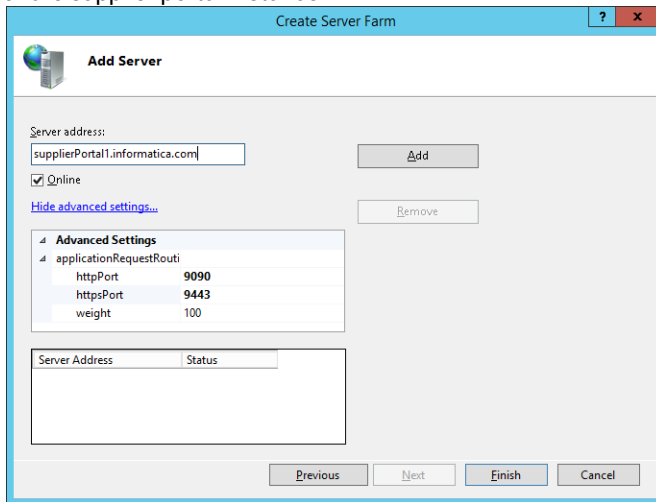 Create Server Farm
? x
Add Server
Server address:
supplierPortal1.informatica.com
Add
Online
Hide advanced settings...
Remove
Advanced Settings
applicationRequestRouti
httpPort 9090
httpsPort 9443
weight 100
Server Address Status
Previous Next Finish Cancel